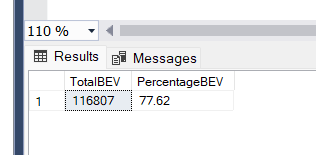 110 %
Results Messages
TotalBEV PercentageBEV
1 116807 77.62